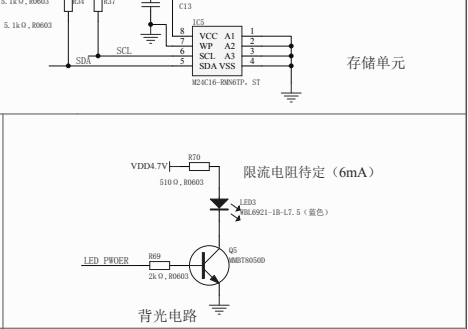 5.1kΩ,R0603
R34
R37
C13
5.1kΩ,R0603
IC5
8 VCC A1 1
7 WP A2 2
SCL 6 SCL A3 3
SDA 5 SDA VSS 4
M24C16-RMN6TP，ST
存储单元
VDD4.7V
R70
510Ω,R0603
限流电阻待定（6mA）
LED3
WBL6921-1B-L7.5（蓝色）
LED PWOER
R69
2kΩ,R0603
Q5
MMBT8050D
背光电路